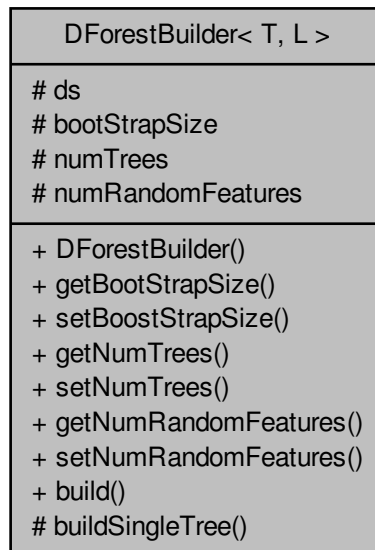 DForestBuilder< T, L >
# ds
# bootStrapSize
# numTrees
# numRandomFeatures
+ DForestBuilder()
+ getBootStrapSize()
+ setBoostStrapSize()
+ getNumTrees()
+ setNumTrees()
+ getNumRandomFeatures()
+ setNumRandomFeatures()
+ build()
# buildSingleTree()